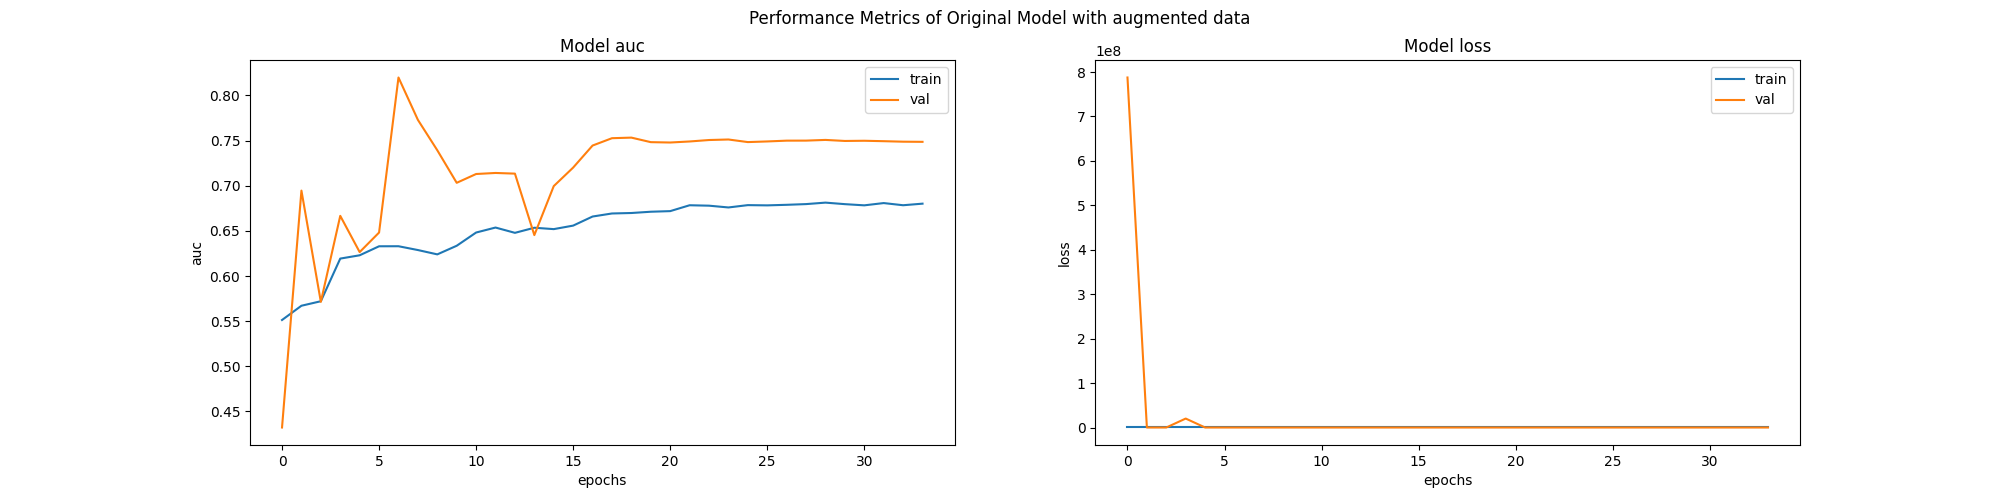 Performance Metrics of Original Model with augmented data
Model auc
train
val
0.80
0.75
0.70
0.65
0.60
0.55
0.50
0.45
auc
0 5 10 15 20 25 30
epochs
Model loss
1e8
train
val
8
7
6
5
4
3
2
1
0
loss
0 5 10 15 20 25 30
epochs